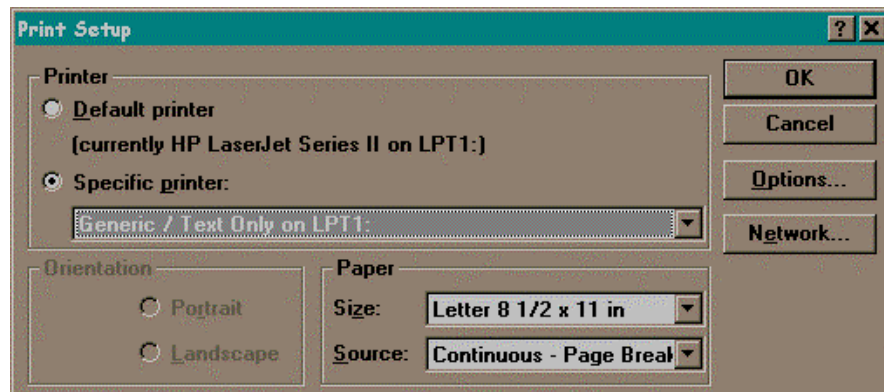 Print Setup
Printer
Default printer
(currently HP LaserJet Series II on LPT1:)
Specific printer:
Generic / Text Only on LPT1:
OK
Cancel
Options...
Network...
Orientation
Portrait
Landscape
Paper
Size: Letter 8 1/2 x 11 in
Source: Continuous - Page Break